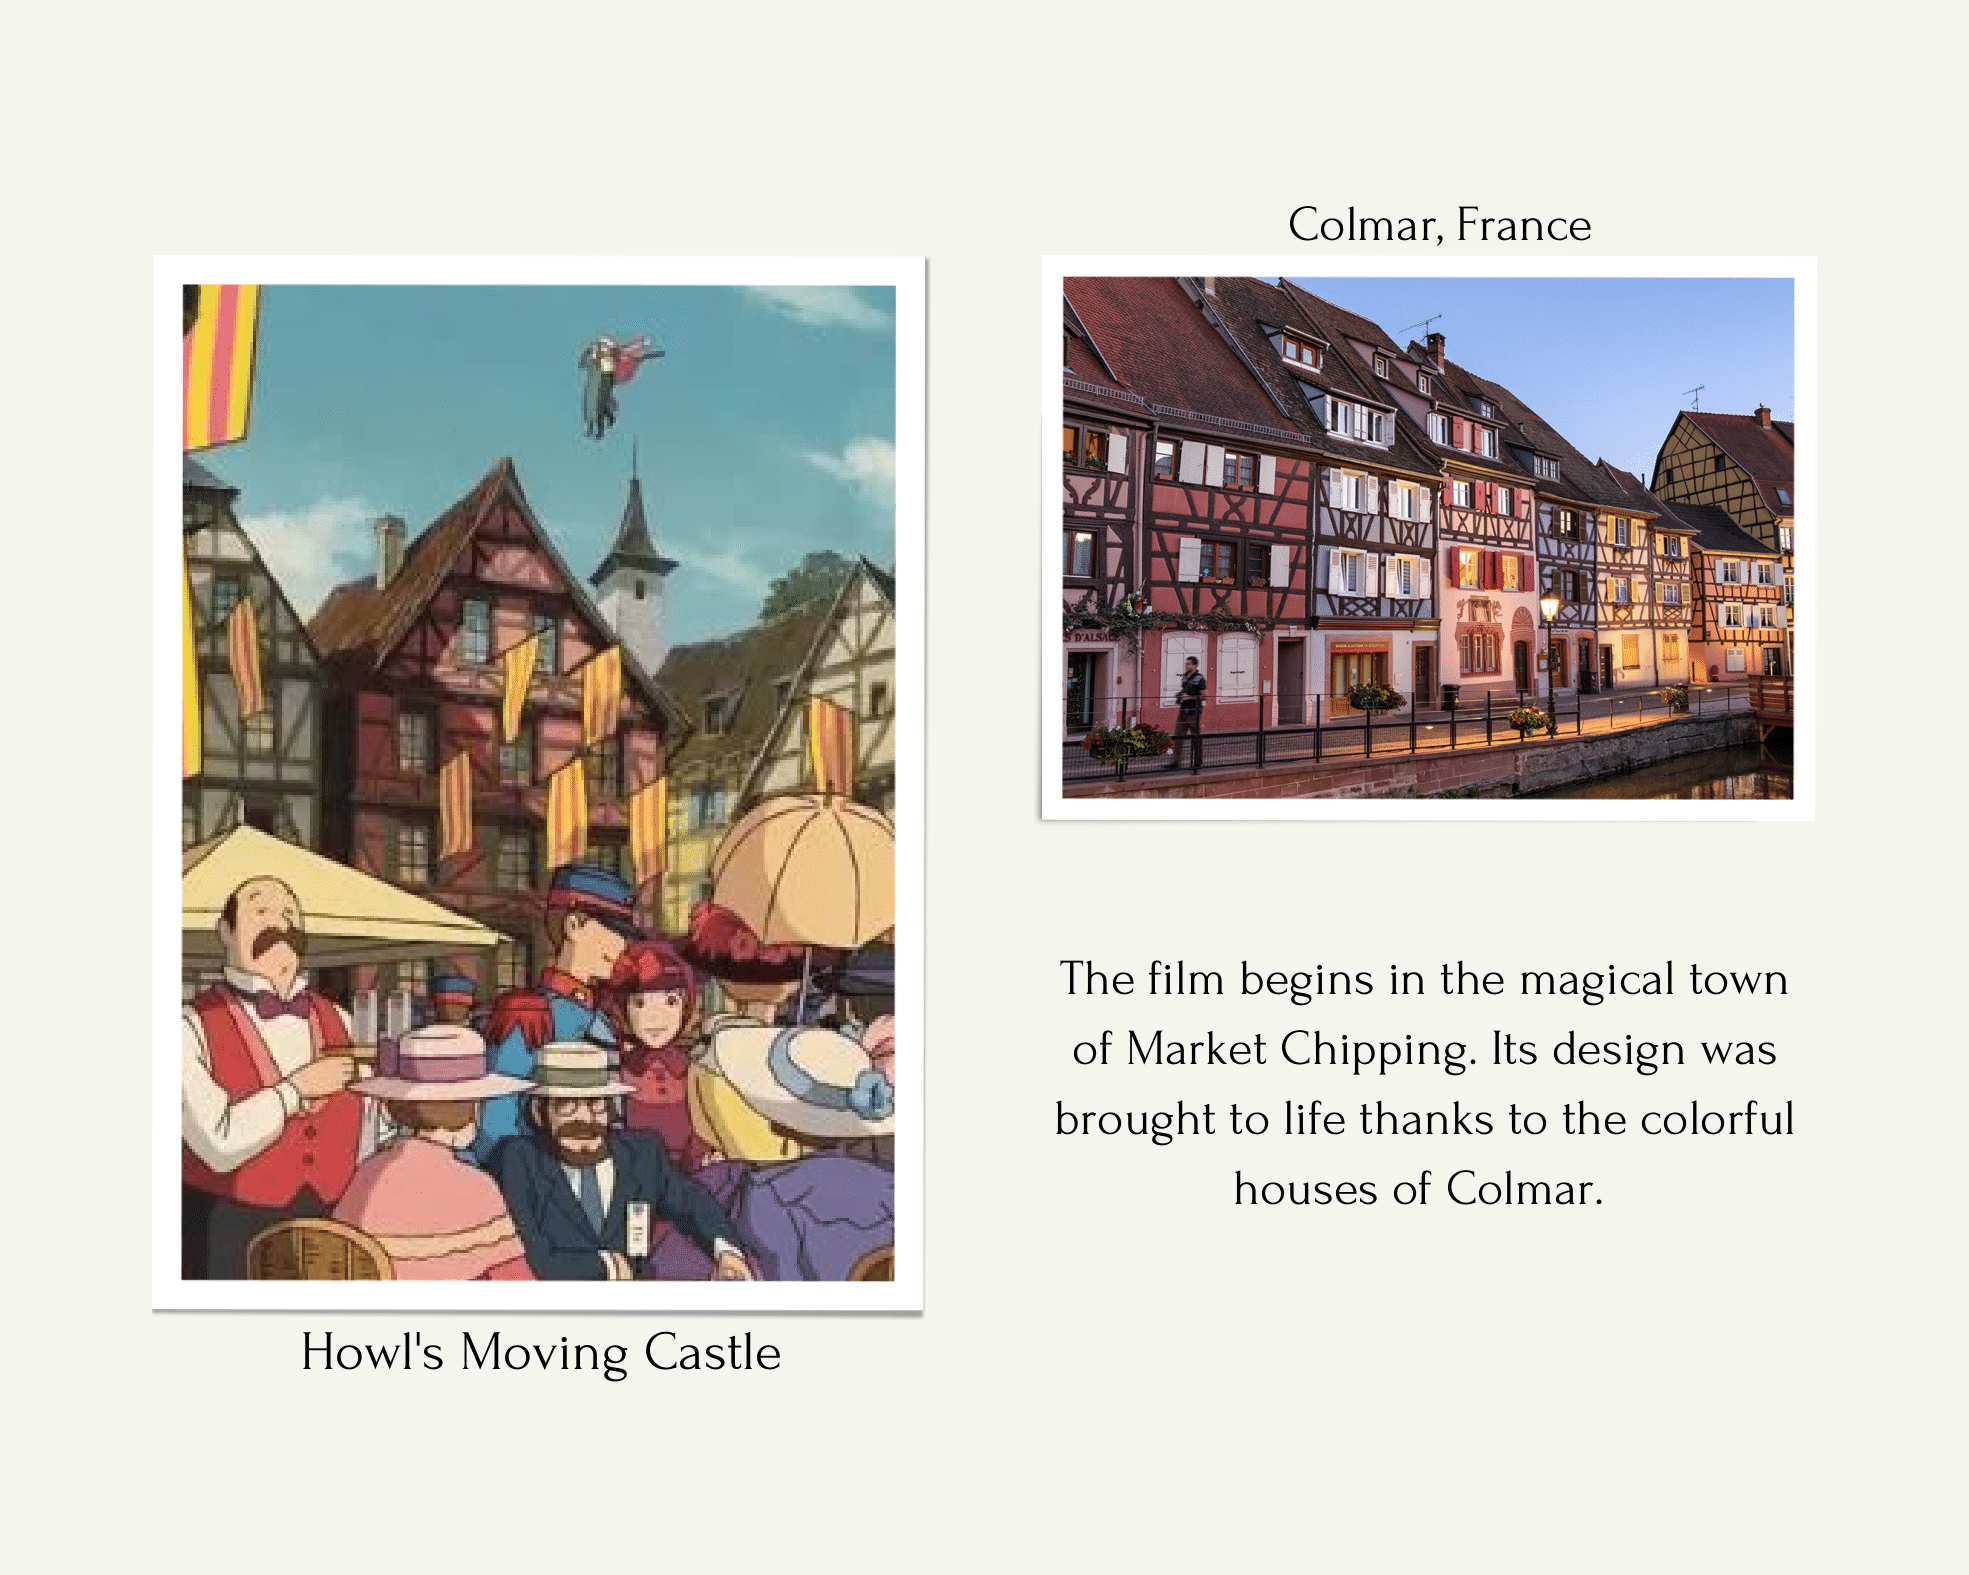 Colmar, France
S D'ALSACE
The film begins in the magical town
of Market Chipping. Its design was
brought to life thanks to the colorful
houses of Colmar.
Howl's Moving Castle